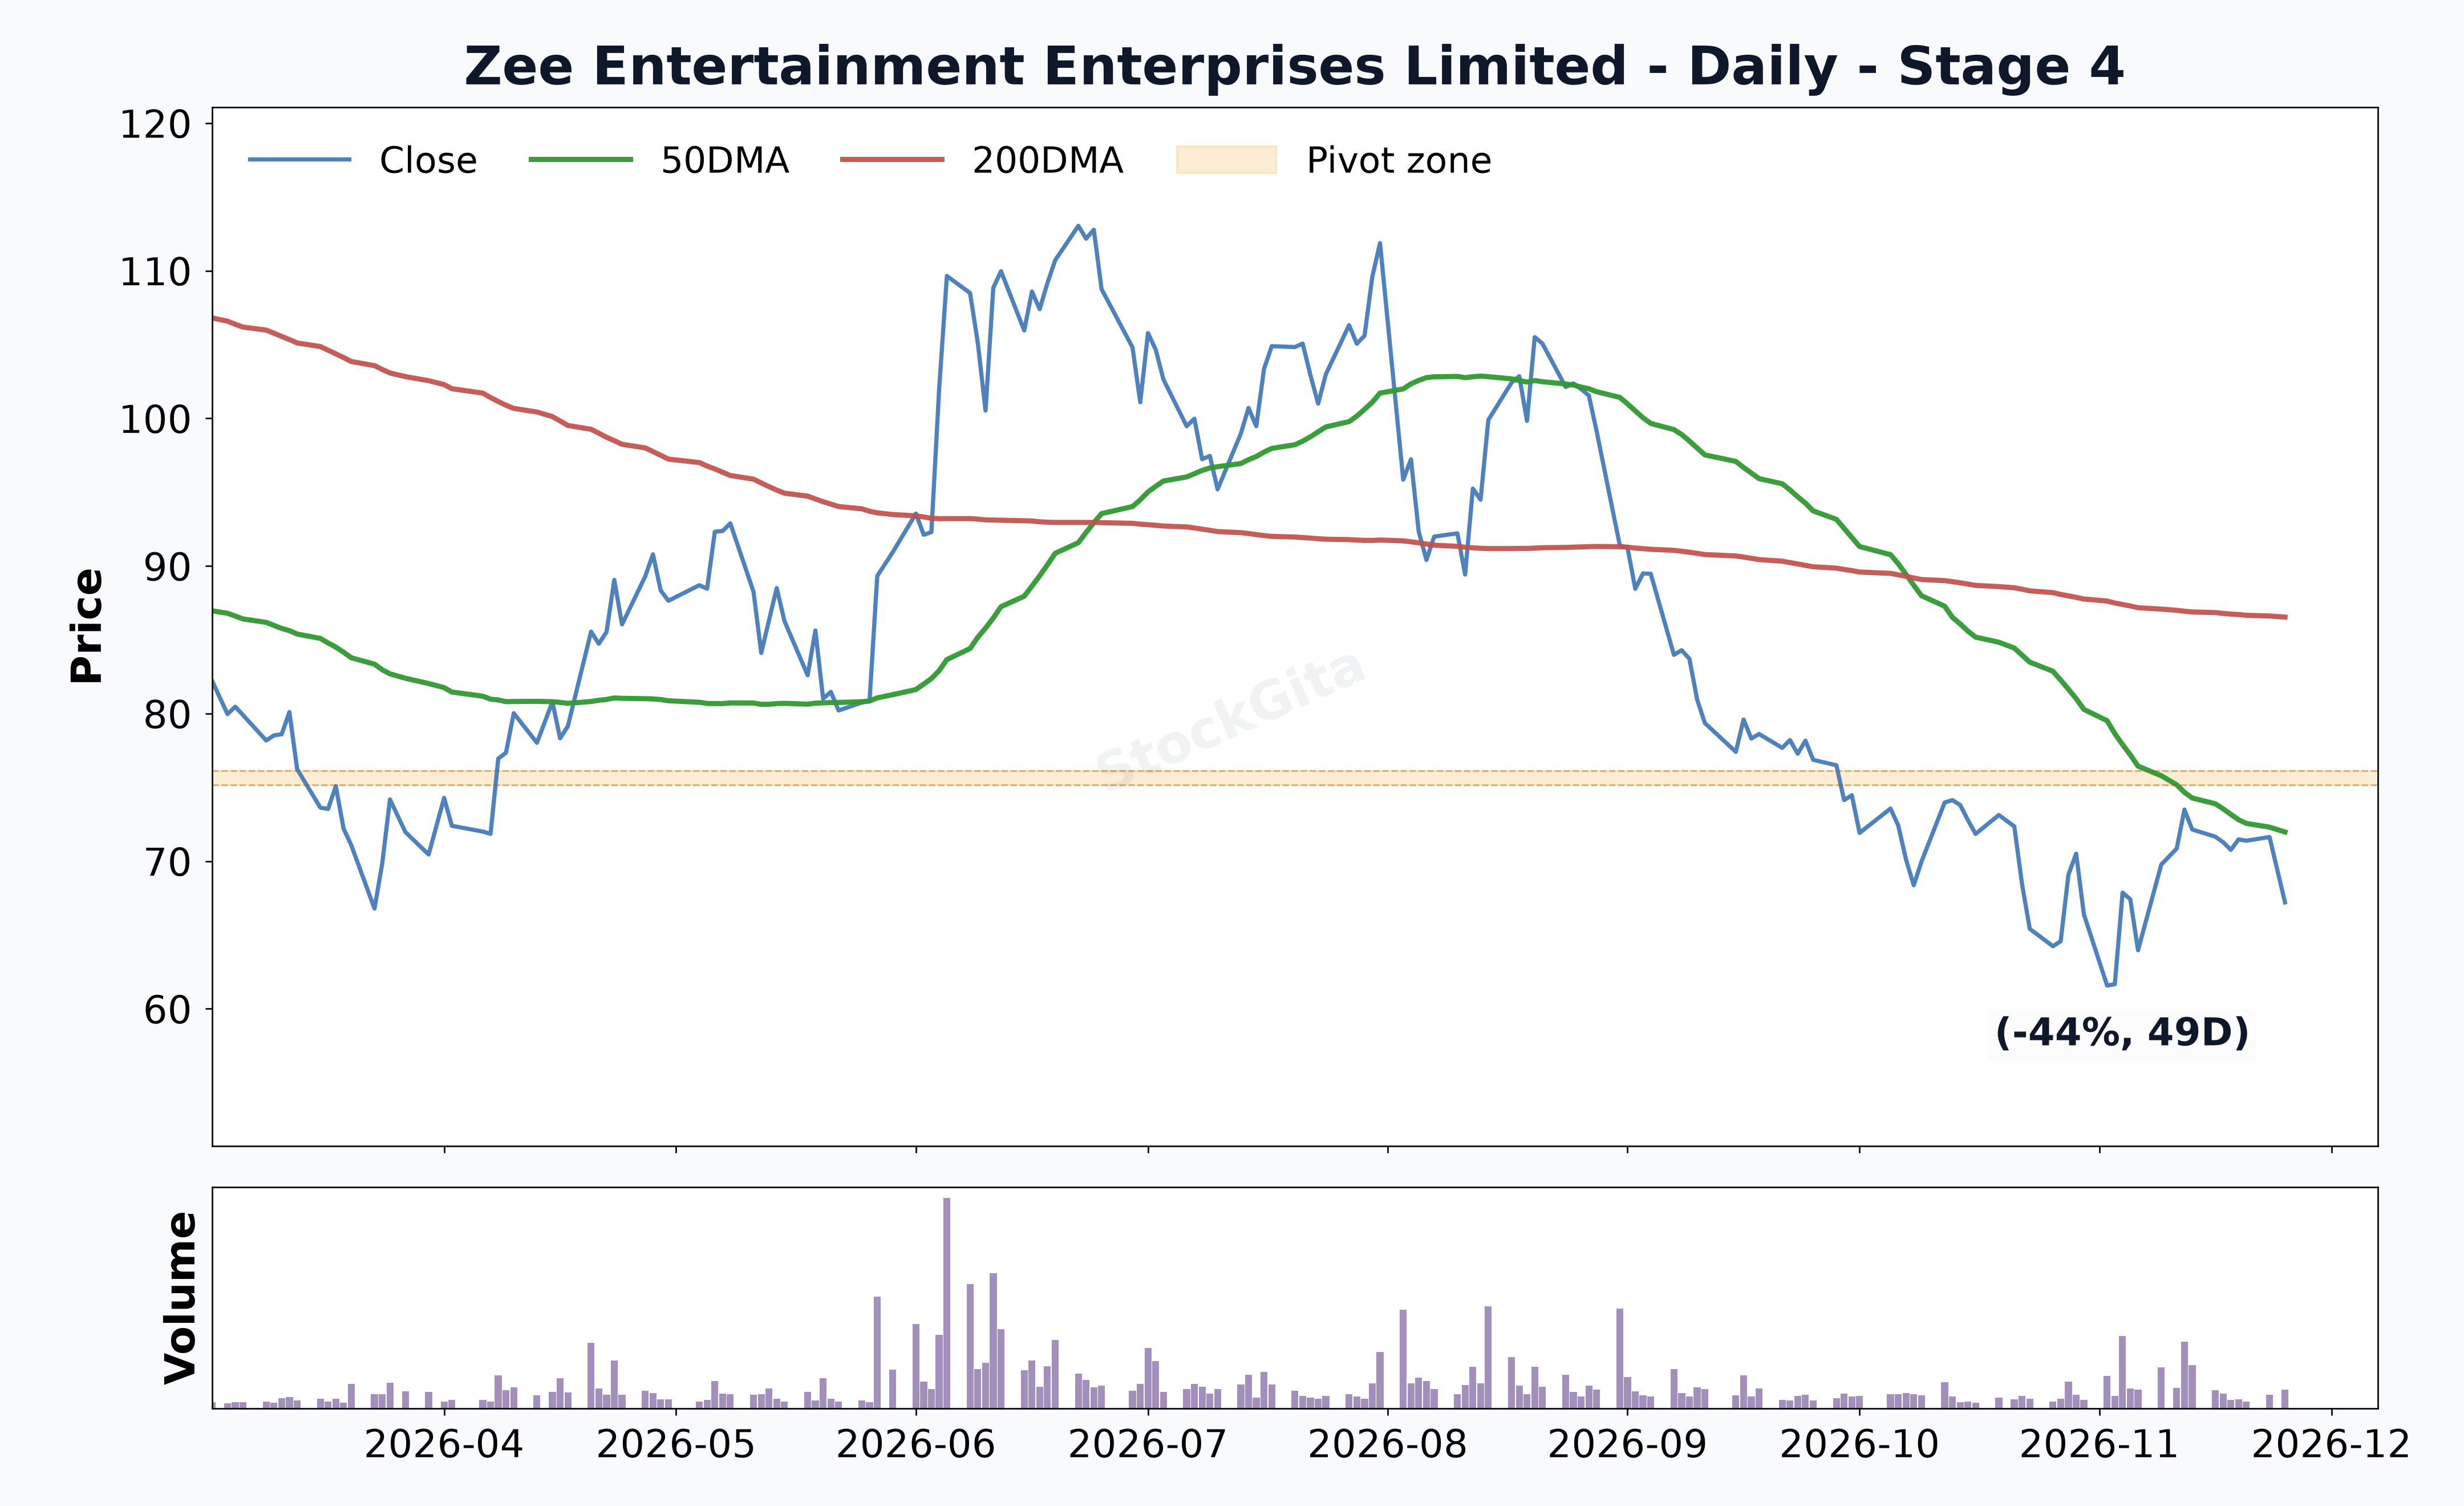 Zee Entertainment Enterprises Limited - Daily - Stage 4
Close 50DMA 200DMA Pivot zone
120
110
100
90
80
70
60
Price
StockGita
(-44%, 49D)
Volume
2026-04 2026-05 2026-06 2026-07 2026-08 2026-09 2026-10 2026-11 2026-12